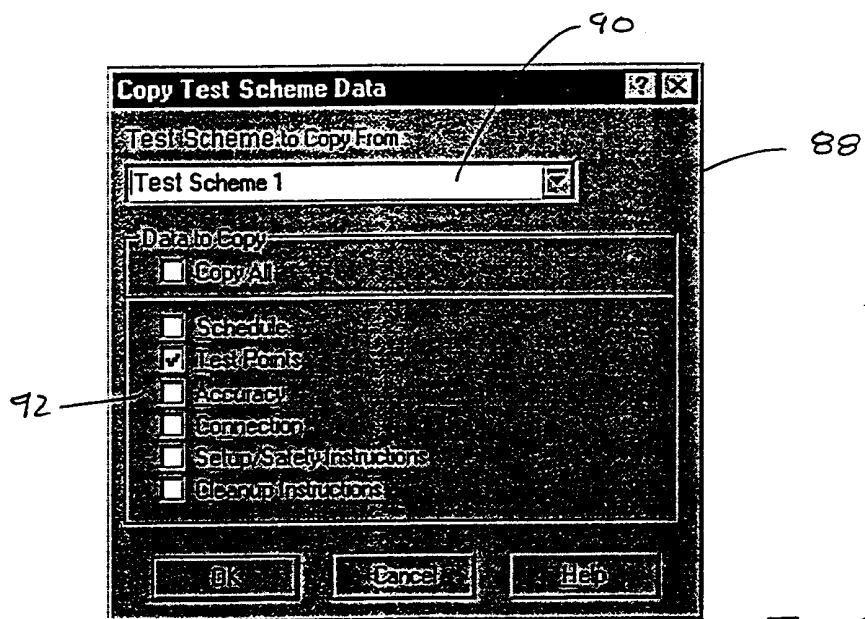 90
Copy Test Scheme Data
88
Test Scheme to Copy From
Test Scheme 1
Data to Copy
Copy All
Schedule
Test Points
92
Accuracy
Connection
Setup/Safety Instructions
Cleanup Instructions
OK
Cancel
Help